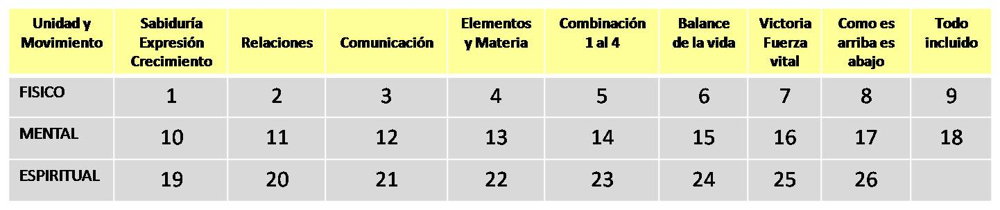 Unidad y Movimiento Sabiduría Expresión Crecimiento Relaciones Comunicación Elementos y Materia Combinación 1 al 4 Balance de la vida Victoria Fuerza vital Como es arriba es abajo Todo incluido
FISICO 1 2 3 4 5 6 7 8 9
MENTAL 10 11 12 13 14 15 16 17 18
ESPIRITUAL 19 20 21 22 23 24 25 26